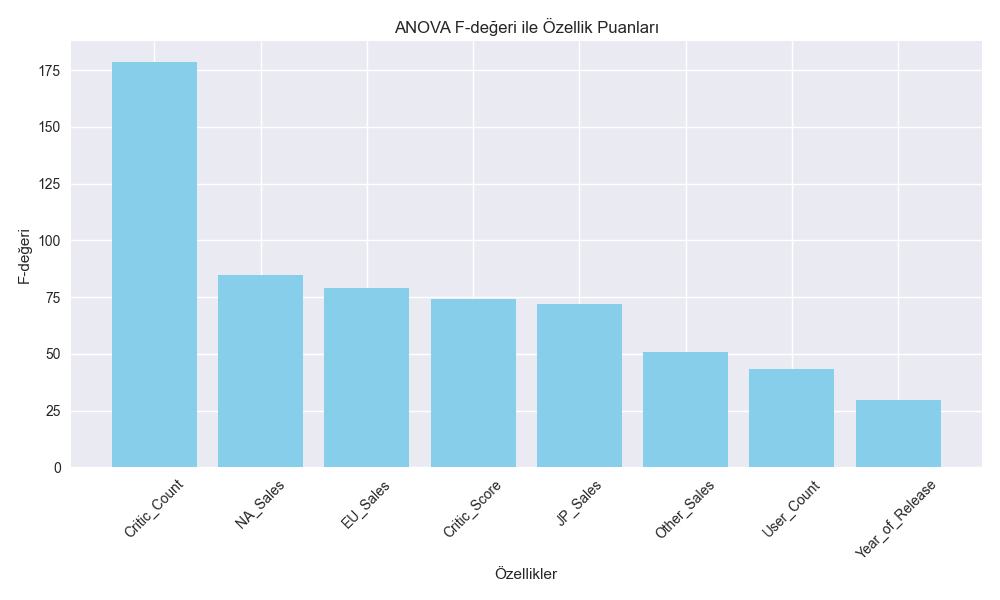 ANOVA F-değeri ile Özellik Puanları
F-değeri
175
150
125
100
75
50
25
0
Critic_Count
NA_Sales
EU_Sales
Critic_Score
JP_Sales
Other_Sales
User_Count
Year_of_Release
Özellikler